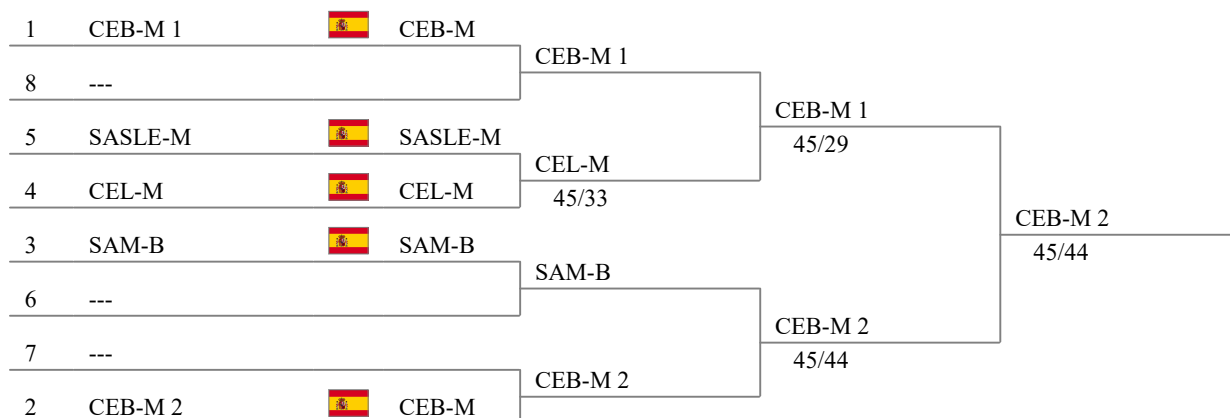 1 CEB-M 1 CEB-M
CEB-M 1
8 ---
CEB-M 1
45/29
5 SASLE-M SASLE-M
CEL-M
45/33
4 CEL-M CEL-M
CEB-M 2
45/44
3 SAM-B SAM-B
SAM-B
6 ---
CEB-M 2
45/44
7 ---
CEB-M 2
2 CEB-M 2 CEB-M